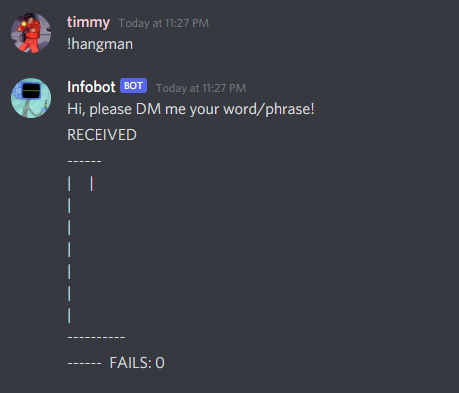 timmy Today at 11:27 PM
!hangman
Infobot BOT Today at 11:27 PM
Hi, please DM me your word/phrase!
RECEIVED
------
|    |
|
|
|
|
|
|
----------
------ FAILS: 0